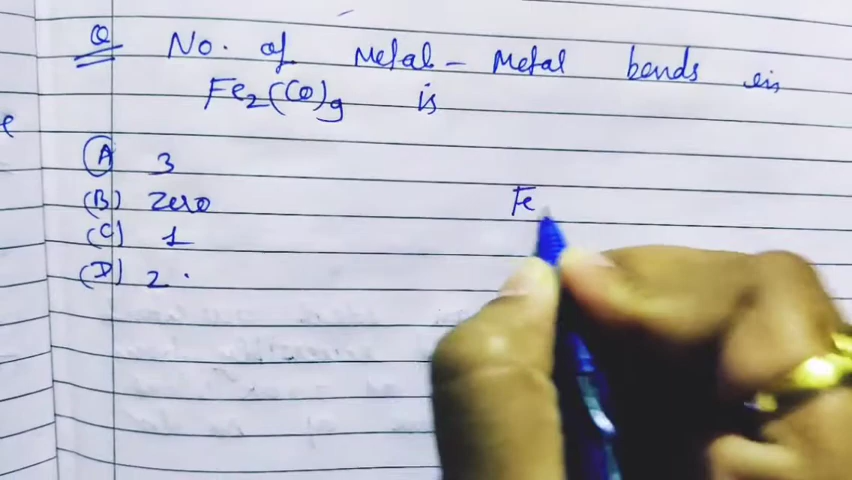 Q No. of Metal - Metal bonds in
Fe2(CO)9 is
(A) 3
(B) Zero
(C) 1
(D) 2.
Fe